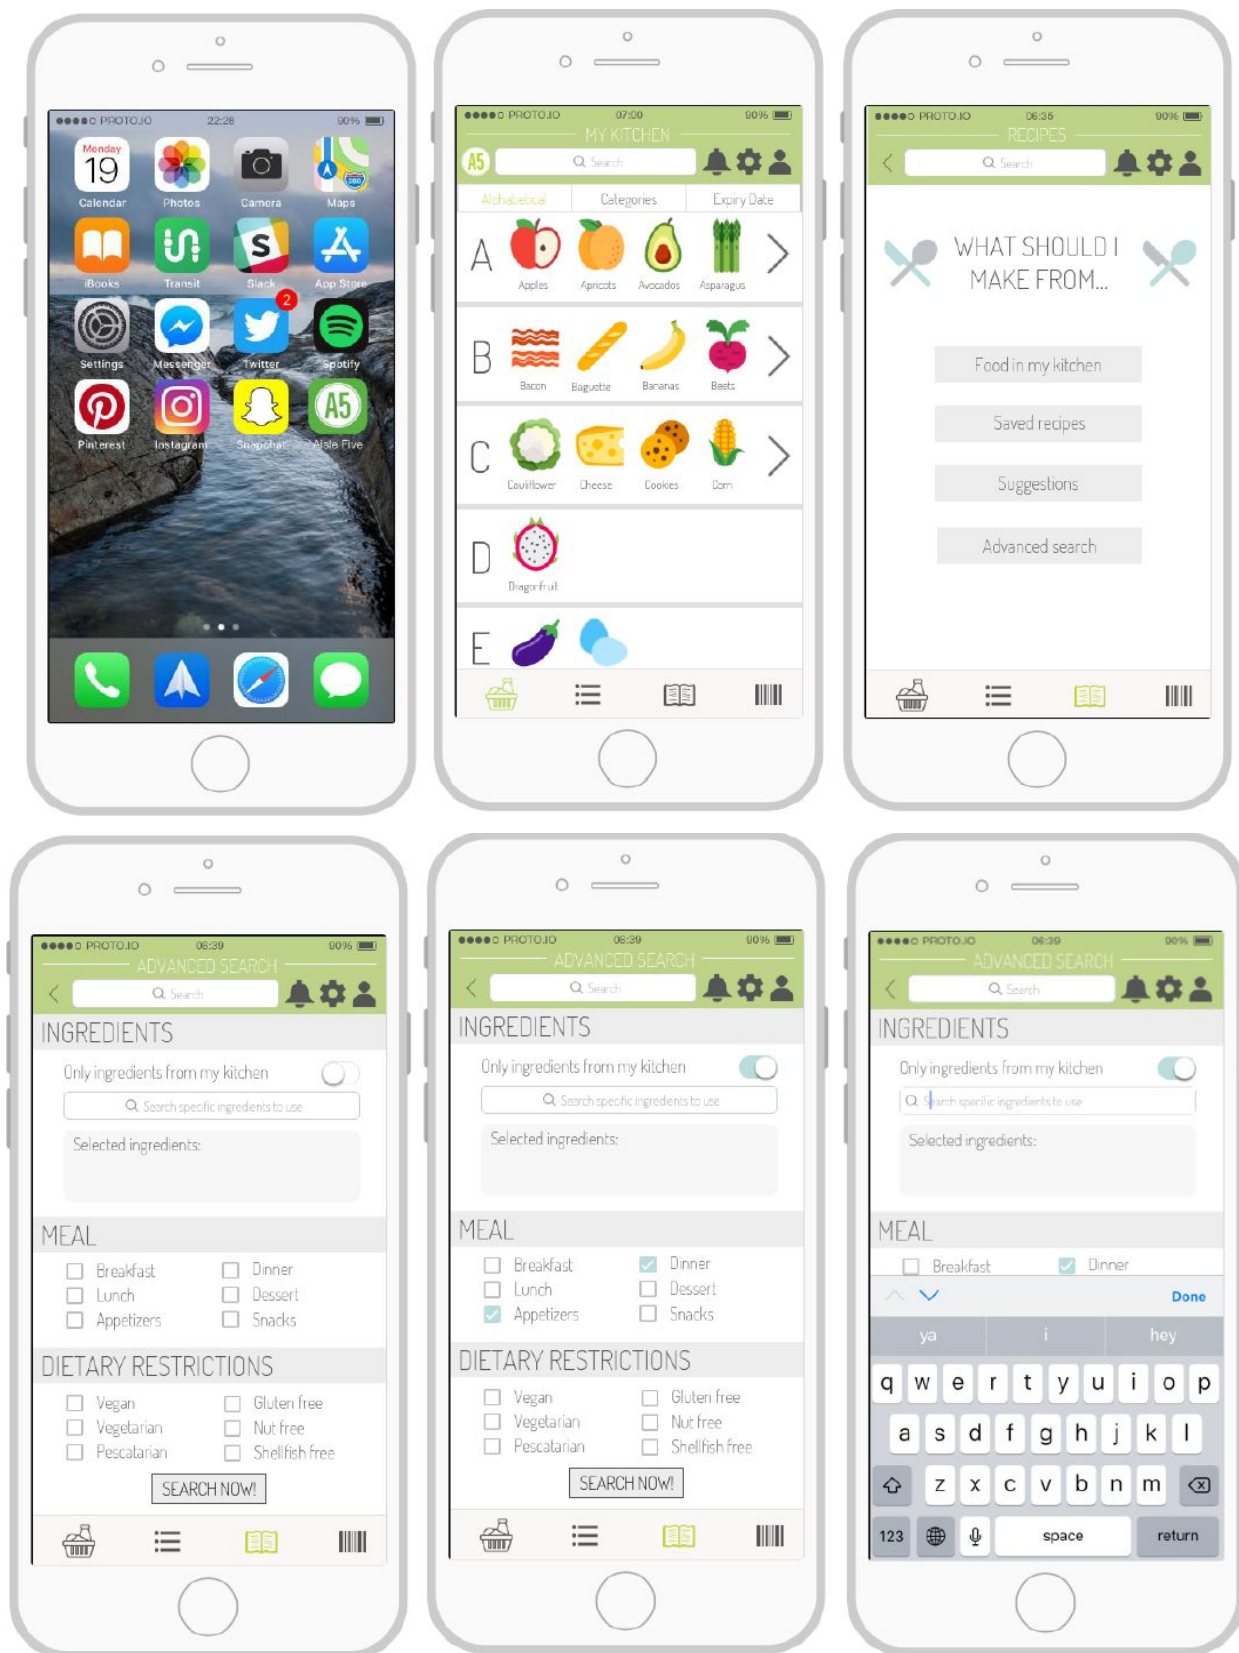 PROTO.IO 22:28 90%
Monday
19
Calendar Photos Camera Maps
280
iBooks Transit Slack App Store
S
2
Settings Messenger Twitter Spotify
A5
Pinterest Instagram Snapchat Aisle Five
PROTO.IO 07:00 90%
MY KITCHEN
A5 Search
Alphabetical Categories Expiry Date
A
Apples Apricots Avocados Asparagus
B
Bacon Baguette Bananas Beets
C
Cauliflower Cheese Cookies Corn
D
Dragonfruit
E
PROTO.IO 06:35 90%
RECIPES
Search
WHAT SHOULD I
MAKE FROM...
Food in my kitchen
Saved recipes
Suggestions
Advanced search
PROTO.IO 06:39 90%
ADVANCED SEARCH
Search
INGREDIENTS
Only ingredients from my kitchen
Search specific ingredients to use
Selected ingredients:
MEAL
Breakfast Dinner
Lunch Dessert
Appetizers Snacks
DIETARY RESTRICTIONS
Vegan Gluten free
Vegetarian Nut free
Pescatarian Shellfish free
SEARCH NOW!
PROTO.IO 06:39 90%
ADVANCED SEARCH
Search
INGREDIENTS
Only ingredients from my kitchen
Search specific ingredients to use
Selected ingredients:
MEAL
Breakfast Dinner
Lunch Dessert
Appetizers Snacks
DIETARY RESTRICTIONS
Vegan Gluten free
Vegetarian Nut free
Pescatarian Shellfish free
SEARCH NOW!
PROTO.IO 06:39 90%
ADVANCED SEARCH
Search
INGREDIENTS
Only ingredients from my kitchen
Search specific ingredients to use
Selected ingredients:
MEAL
Breakfast Dinner
Done
ya i hey
q w e r t y u i o p
a s d f g h j k l
z x c v b n m
123 space return